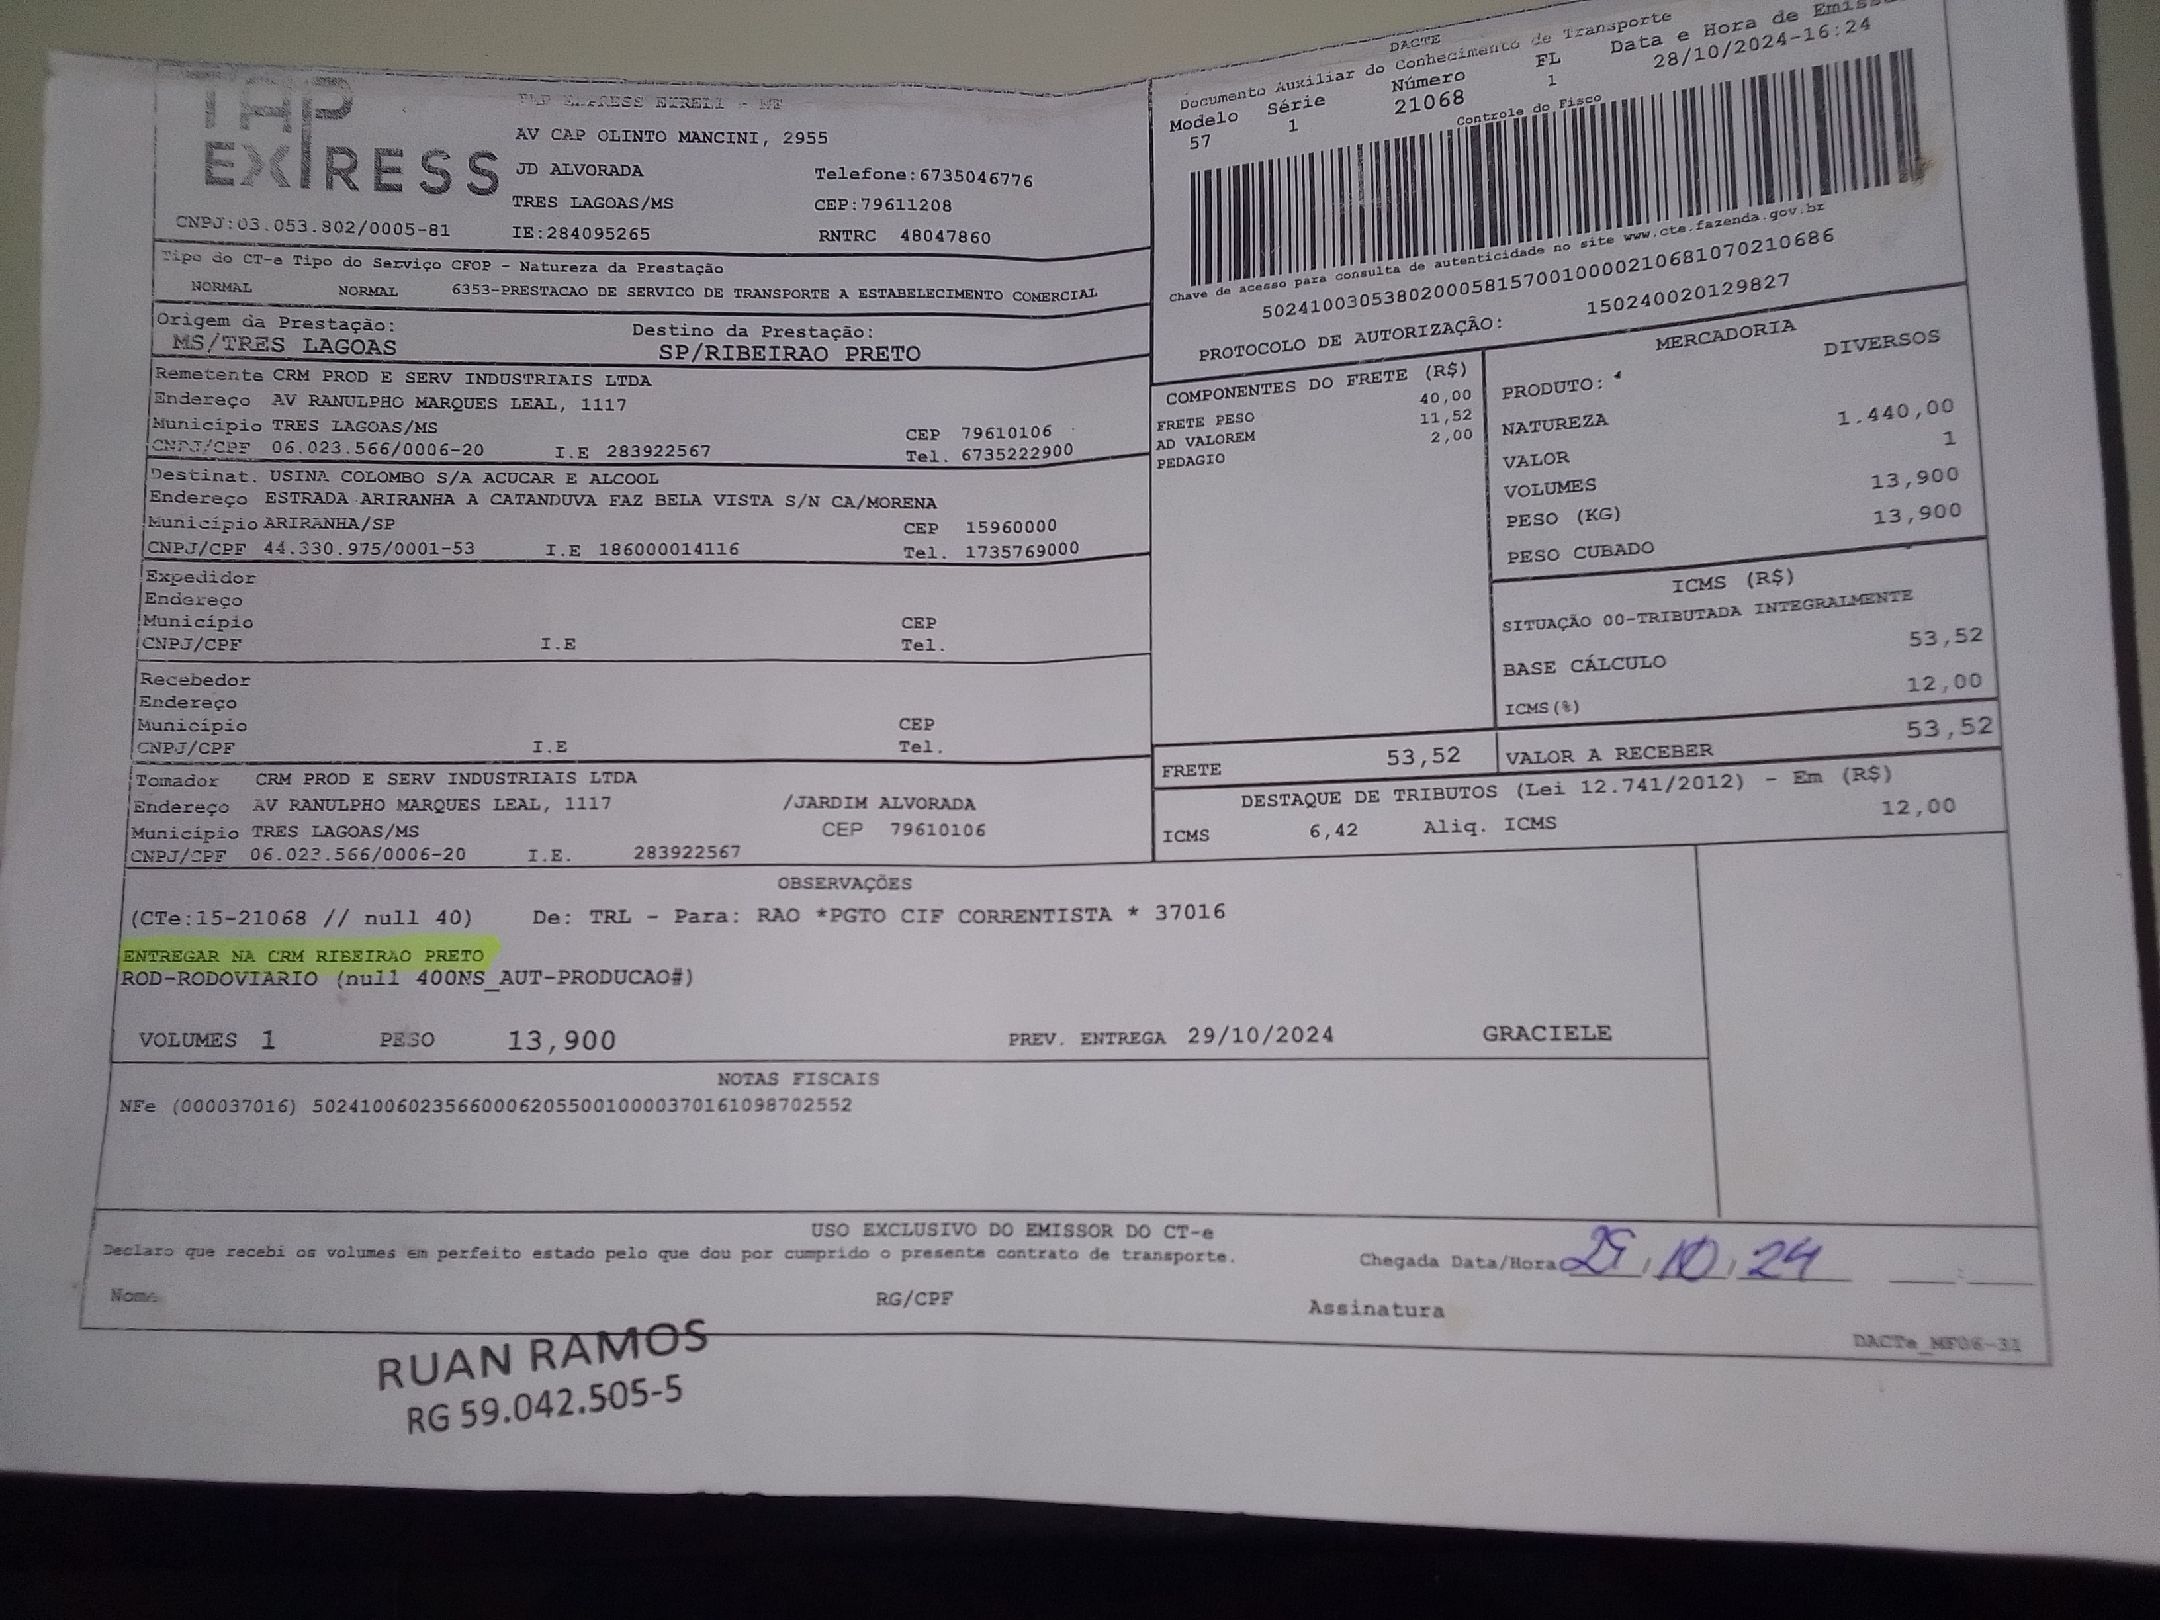 TAP
EXPRESS
TAP EXPRESS EIRELI - ME
AV CAP OLINTO MANCINI, 2955
JD ALVORADA Telefone:6735046776
TRES LAGOAS/MS CEP:79611208
CNPJ:03.053.802/0005-81 IE:284095265 RNTRC 48047860
DACTE
Documento Auxiliar do Conhecimento de Transporte
Modelo Série Número FL Data e Hora de
57 1 21068 1 28/10/2024-16:24
Controle do Fisco
Chave de acesso para consulta de autenticidade no site www.cte.fazenda.gov.br
50241003053802000581570010000210681070210686
PROTOCOLO DE AUTORIZAÇÃO: 150240020129827
Tipo do CT-e Tipo do Serviço CFOP - Natureza da Prestação
NORMAL NORMAL 6353-PRESTACAO DE SERVICO DE TRANSPORTE A ESTABELECIMENTO COMERCIAL
Origem da Prestação: Destino da Prestação:
MS/TRES LAGOAS SP/RIBEIRAO PRETO
Remetente CRM PROD E SERV INDUSTRIAIS LTDA
Endereço AV RANULPHO MARQUES LEAL, 1117
Município TRES LAGOAS/MS CEP 79610106
CNPJ/CPF 06.023.566/0006-20 I.E 283922567 Tel. 6735222900
Destinat. USINA COLOMBO S/A ACUCAR E ALCOOL
Endereço ESTRADA ARIRANHA A CATANDUVA FAZ BELA VISTA S/N CA/MORENA
Município ARIRANHA/SP CEP 15960000
CNPJ/CPF 44.330.975/0001-53 I.E 186000014116 Tel. 1735769000
Expedidor
Endereço
Município CEP
CNPJ/CPF I.E Tel.
Recebedor
Endereço
Município CEP
CNPJ/CPF I.E Tel.
Tomador CRM PROD E SERV INDUSTRIAIS LTDA
Endereço AV RANULPHO MARQUES LEAL, 1117 /JARDIM ALVORADA
Município TRES LAGOAS/MS CEP 79610106
CNPJ/CPF 06.023.566/0006-20 I.E. 283922567
COMPONENTES DO FRETE (R$)
FRETE PESO 40,00
AD VALOREM 11,52
PEDAGIO 2,00
MERCADORIA
PRODUTO: DIVERSOS
NATUREZA
VALOR 1.440,00
VOLUMES 1
PESO (KG) 13,900
PESO CUBADO 13,900
ICMS (R$)
SITUAÇÃO 00-TRIBUTADA INTEGRALMENTE
BASE CÁLCULO 53,52
ICMS(%) 12,00
FRETE 53,52 VALOR A RECEBER 53,52
DESTAQUE DE TRIBUTOS (Lei 12.741/2012) - Em (R$)
ICMS 6,42 Aliq. ICMS 12,00
OBSERVAÇÕES
(CTe:15-21068 // null 40) De: TRL - Para: RAO *PGTO CIF CORRENTISTA * 37016
ENTREGAR NA CRM RIBEIRAO PRETO
ROD-RODOVIARIO (null 400NS_AUT-PRODUCAO#)
VOLUMES 1 PESO 13,900 PREV. ENTREGA 29/10/2024 GRACIELE
NOTAS FISCAIS
NFe (000037016) 50241006023566000620550010000370161098702552
USO EXCLUSIVO DO EMISSOR DO CT-e
Declaro que recebi os volumes em perfeito estado pelo que dou por cumprido o presente contrato de transporte.
Chegada Data/Hora 29/10/24 :
Nome RG/CPF Assinatura
DACTe_MF06-31
RUAN RAMOS
RG 59.042.505-5